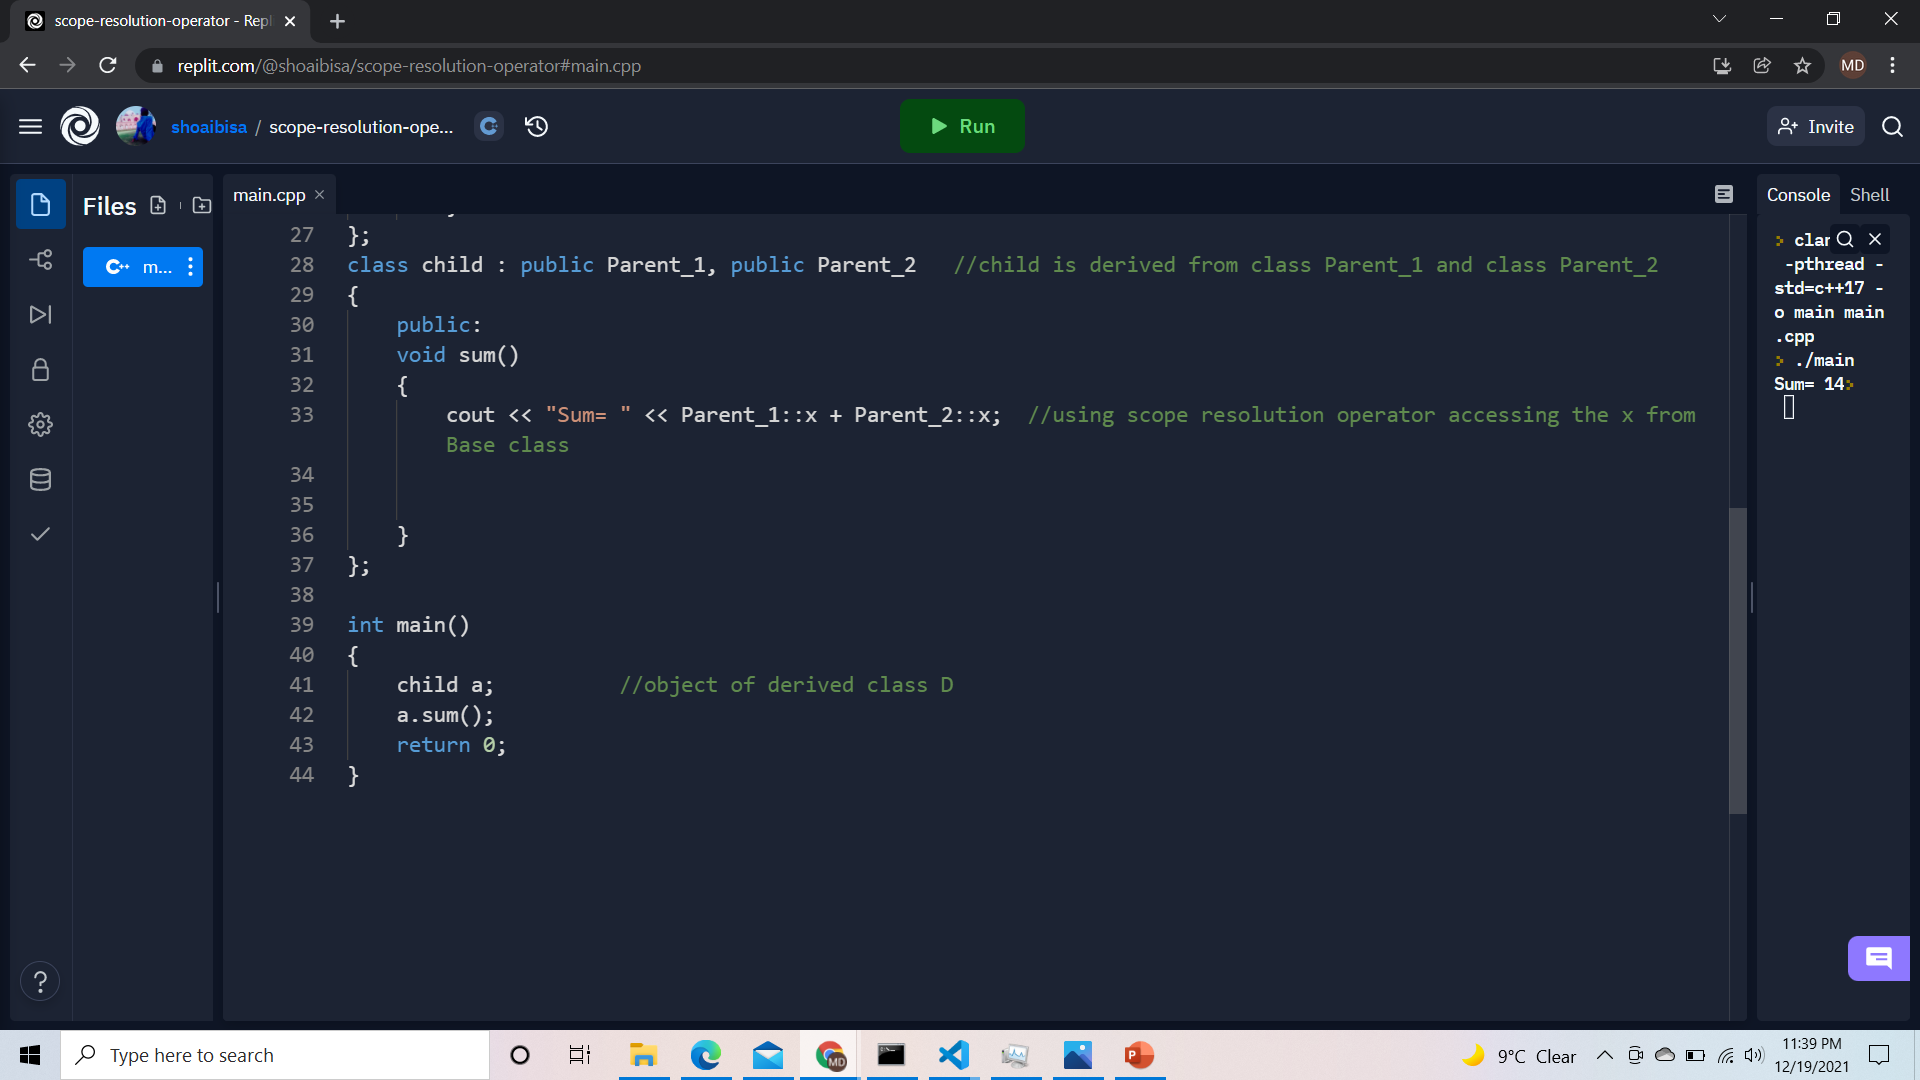 scope-resolution-operator - Repl
replit.com/@shoaibisa/scope-resolution-operator#main.cpp
MD
shoaibisa / scope-resolution-ope...
Run
Invite
Files
C++ m...
main.cpp
27 };
28 class child : public Parent_1, public Parent_2 //child is derived from class Parent_1 and class Parent_2
29 {
30 public:
31 void sum()
32 {
33 cout << "Sum= " << Parent_1::x + Parent_2::x; //using scope resolution operator accessing the x from
Base class
34
35
36 }
37 };
38
39 int main()
40 {
41 child a; //object of derived class D
42 a.sum();
43 return 0;
44 }
Console Shell
clan
-pthread -
std=c++17 -
o main main
.cpp
./main
Sum= 14
?
Type here to search
MD
9°C Clear
11:39 PM
12/19/2021